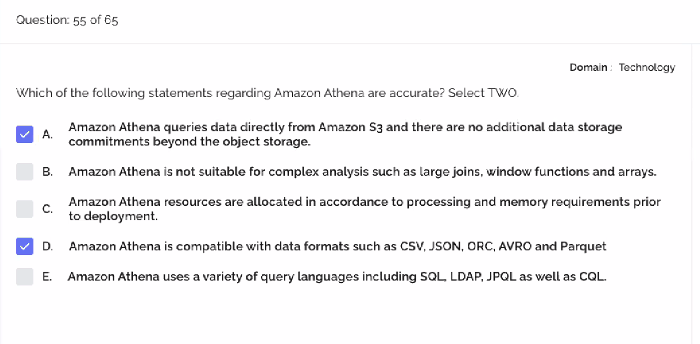 Question: 55 of 65
Domain : Technology
Which of the following statements regarding Amazon Athena are accurate? Select TWO.
A. Amazon Athena queries data directly from Amazon S3 and there are no additional data storage
commitments beyond the object storage.
B. Amazon Athena is not suitable for complex analysis such as large joins, window functions and arrays.
C. Amazon Athena resources are allocated in accordance to processing and memory requirements prior
to deployment.
D. Amazon Athena is compatible with data formats such as CSV, JSON, ORC, AVRO and Parquet
E. Amazon Athena uses a variety of query languages including SQL, LDAP, JPQL as well as CQL.